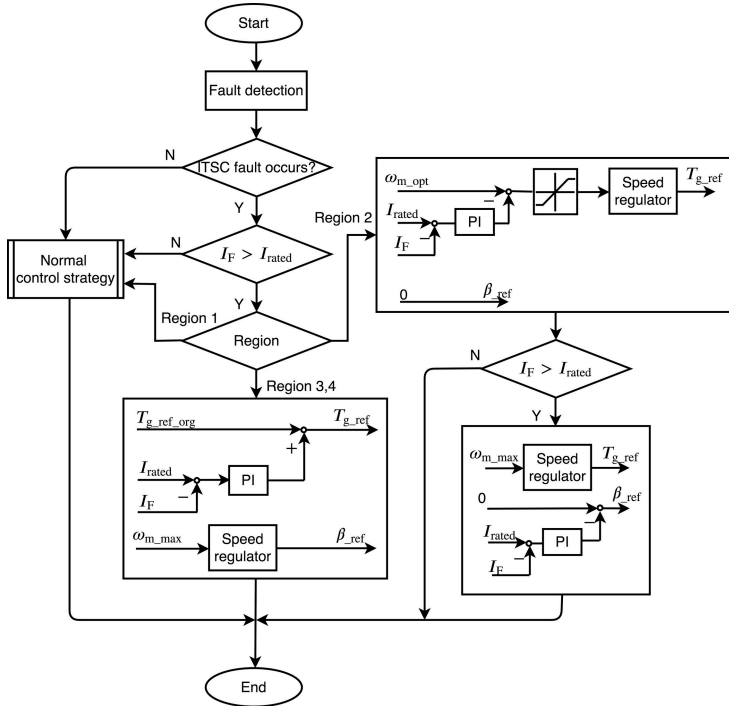 Start
Fault detection
ITSC fault occurs?
N
Y
I_F > I_rated
N
Y
Normal
control strategy
Region 1
Region
Region 2
Region 3,4
ω_m_opt
−
I_rated
−
I_F
PI
Speed
regulator
T_g_ref
0
β_ref
I_F > I_rated
N
Y
T_g_ref_org
T_g_ref
+
I_rated
−
I_F
PI
ω_m_max
Speed
regulator
β_ref
ω_m_max
Speed
regulator
T_g_ref
0
β_ref
−
I_rated
−
I_F
PI
End